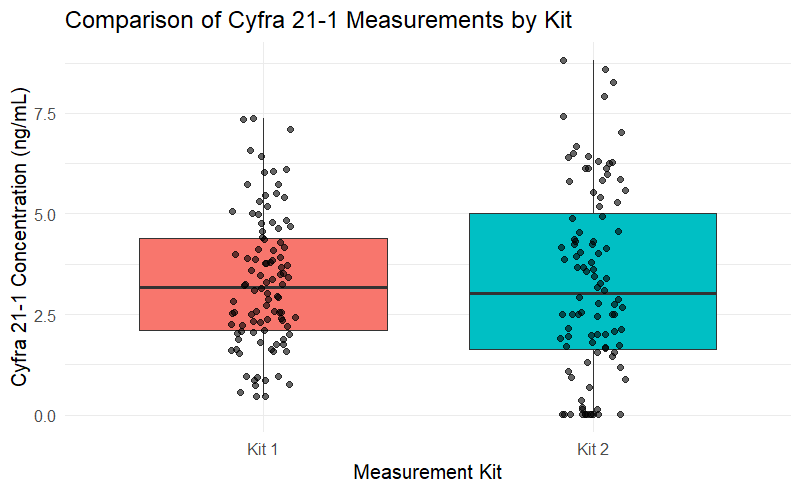 Comparison of Cyfra 21-1 Measurements by Kit
Cyfra 21-1 Concentration (ng/mL)
7.5
5.0
2.5
0.0
Kit 1
Kit 2
Measurement Kit